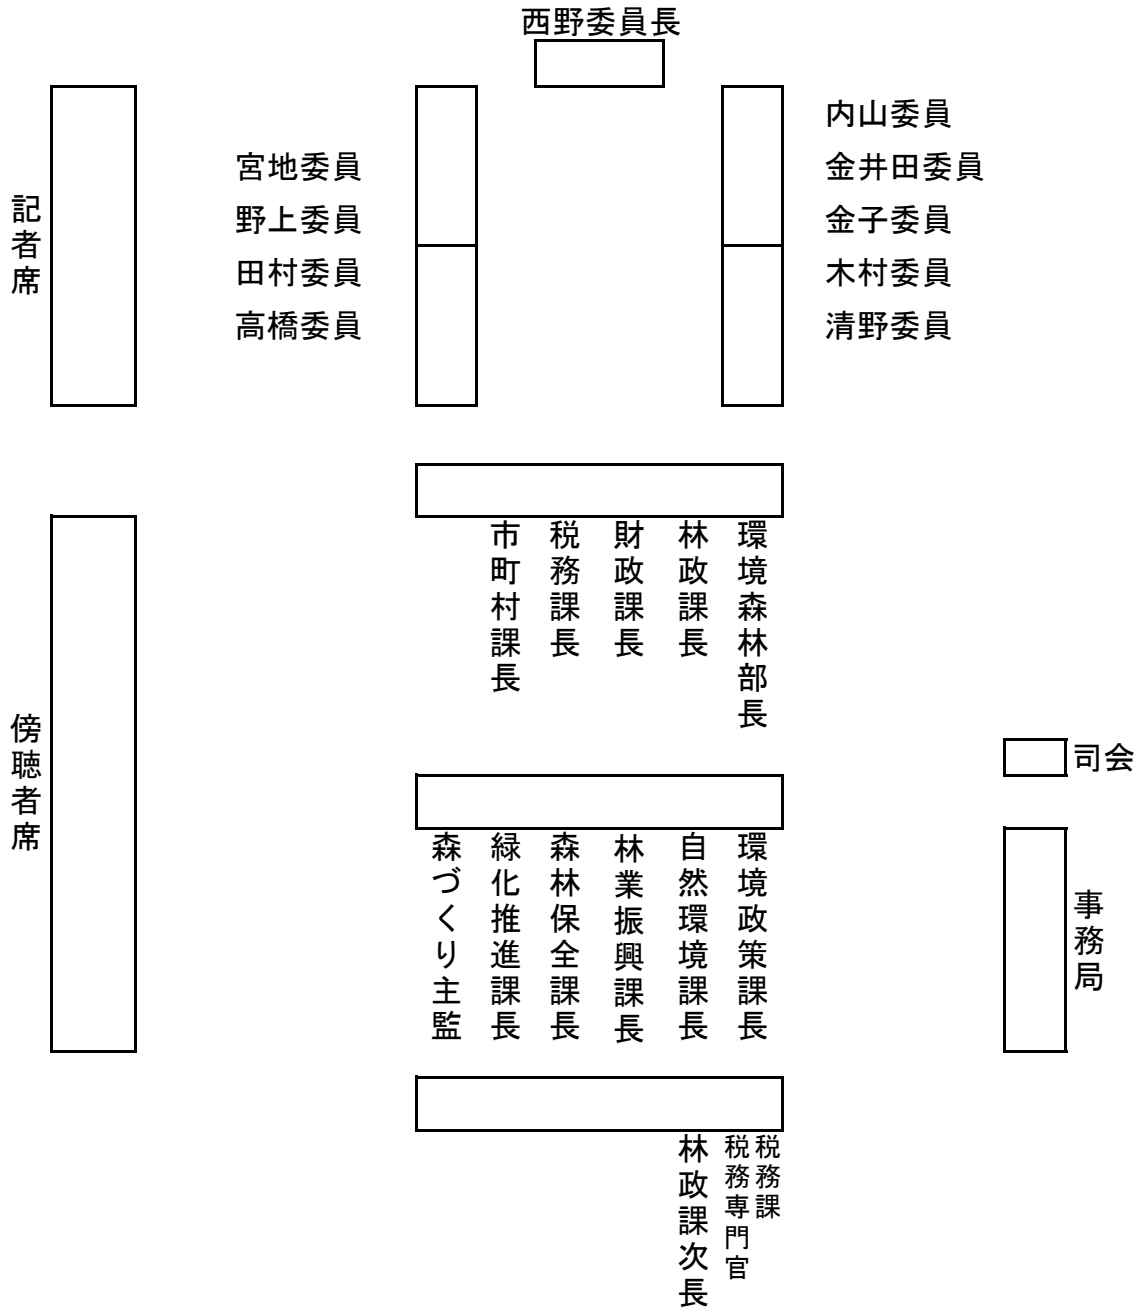 西野委員長
内山委員
金井田委員
金子委員
木村委員
清野委員
宮地委員
野上委員
田村委員
高橋委員
記者席
環境森林部長
林政課長
財政課長
税務課長
市町村課長
傍聴者席
司会
事務局
環境政策課長
自然環境課長
林業振興課長
森林保全課長
緑化推進課長
森づくり主監
税務課
税務専門官
林政課次長